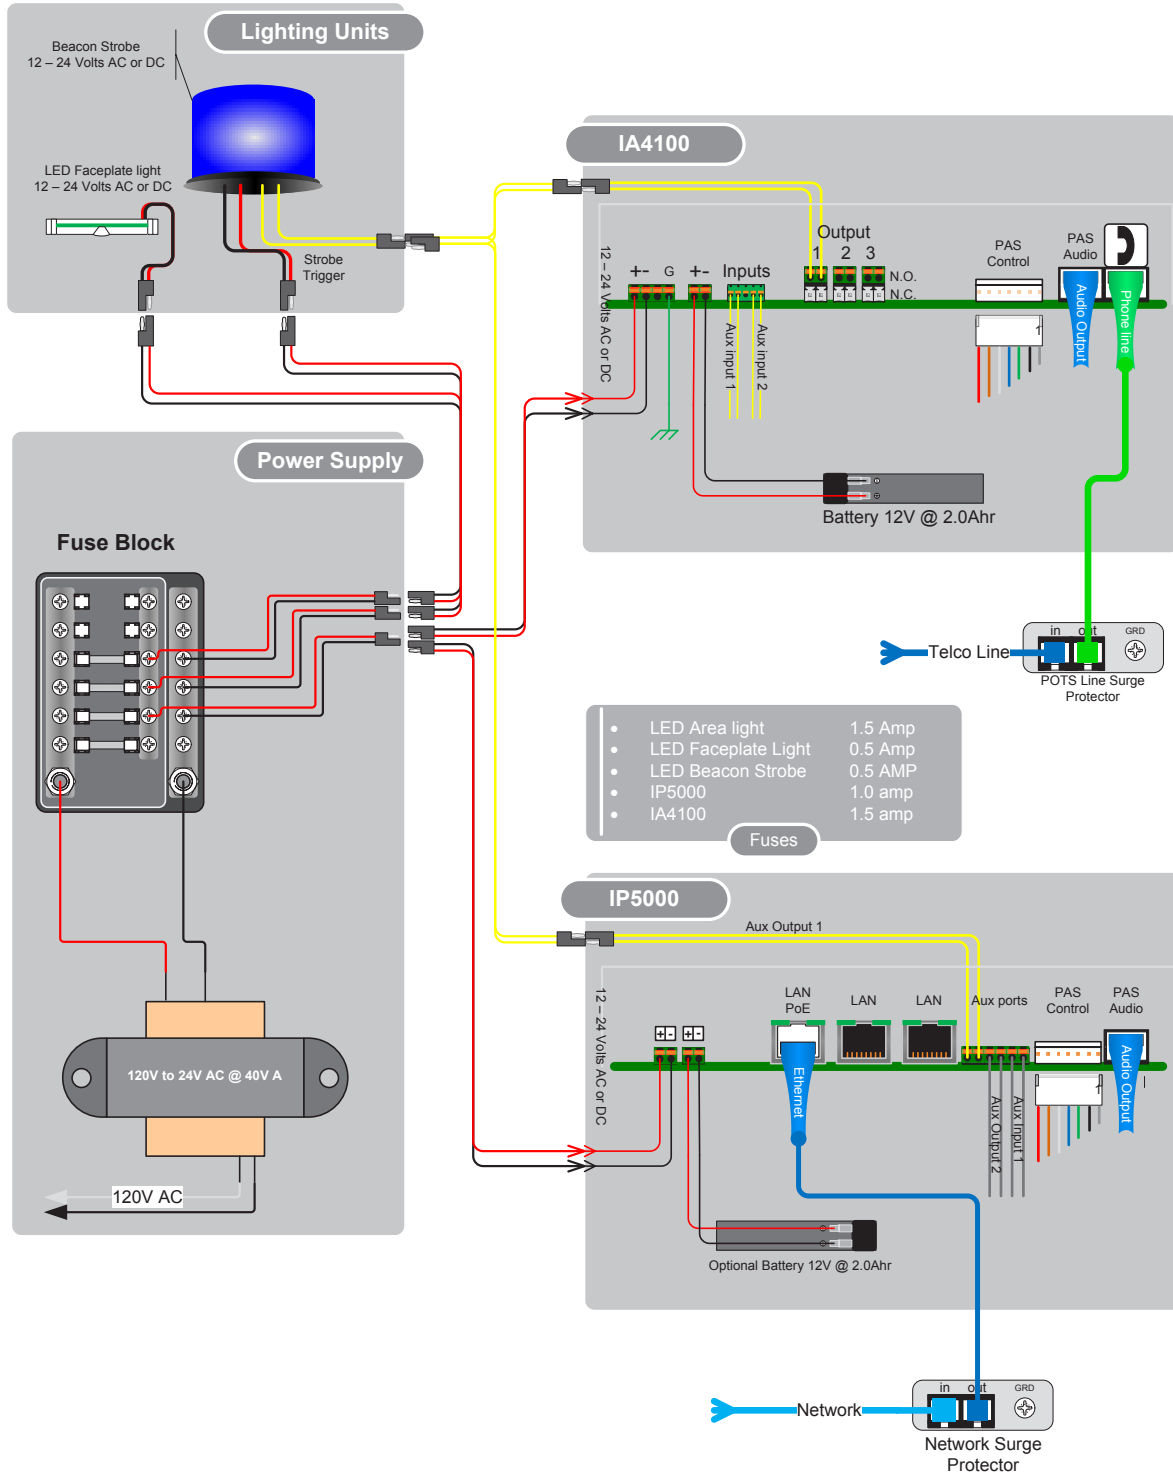 Lighting Units
Beacon Strobe
12 – 24 Volts AC or DC
LED Faceplate light
12 – 24 Volts AC or DC
Strobe
Trigger
IA4100
12 – 24 Volts AC or DC
+- G +- Inputs
Output
1 2 3
N.O.
N.C.
PAS
Control
PAS
Audio
Audio Output
Phone line
Aux input 1
Aux input 2
Battery 12V @ 2.0Ahr
Power Supply
Fuse Block
120V to 24V AC @ 40V A
120V AC
Telco Line
in out GRD
POTS Line Surge
Protector
• LED Area light 1.5 Amp
• LED Faceplate Light 0.5 Amp
• LED Beacon Strobe 0.5 AMP
• IP5000 1.0 amp
• IA4100 1.5 amp
Fuses
IP5000
Aux Output 1
12 – 24 Volts AC or DC
+- +-
LAN
PoE
LAN
LAN
Aux ports
PAS
Control
PAS
Audio
Ethernet
Audio Output
Aux Output 2
Aux Input 1
Optional Battery 12V @ 2.0Ahr
Network
in out GRD
Network Surge
Protector